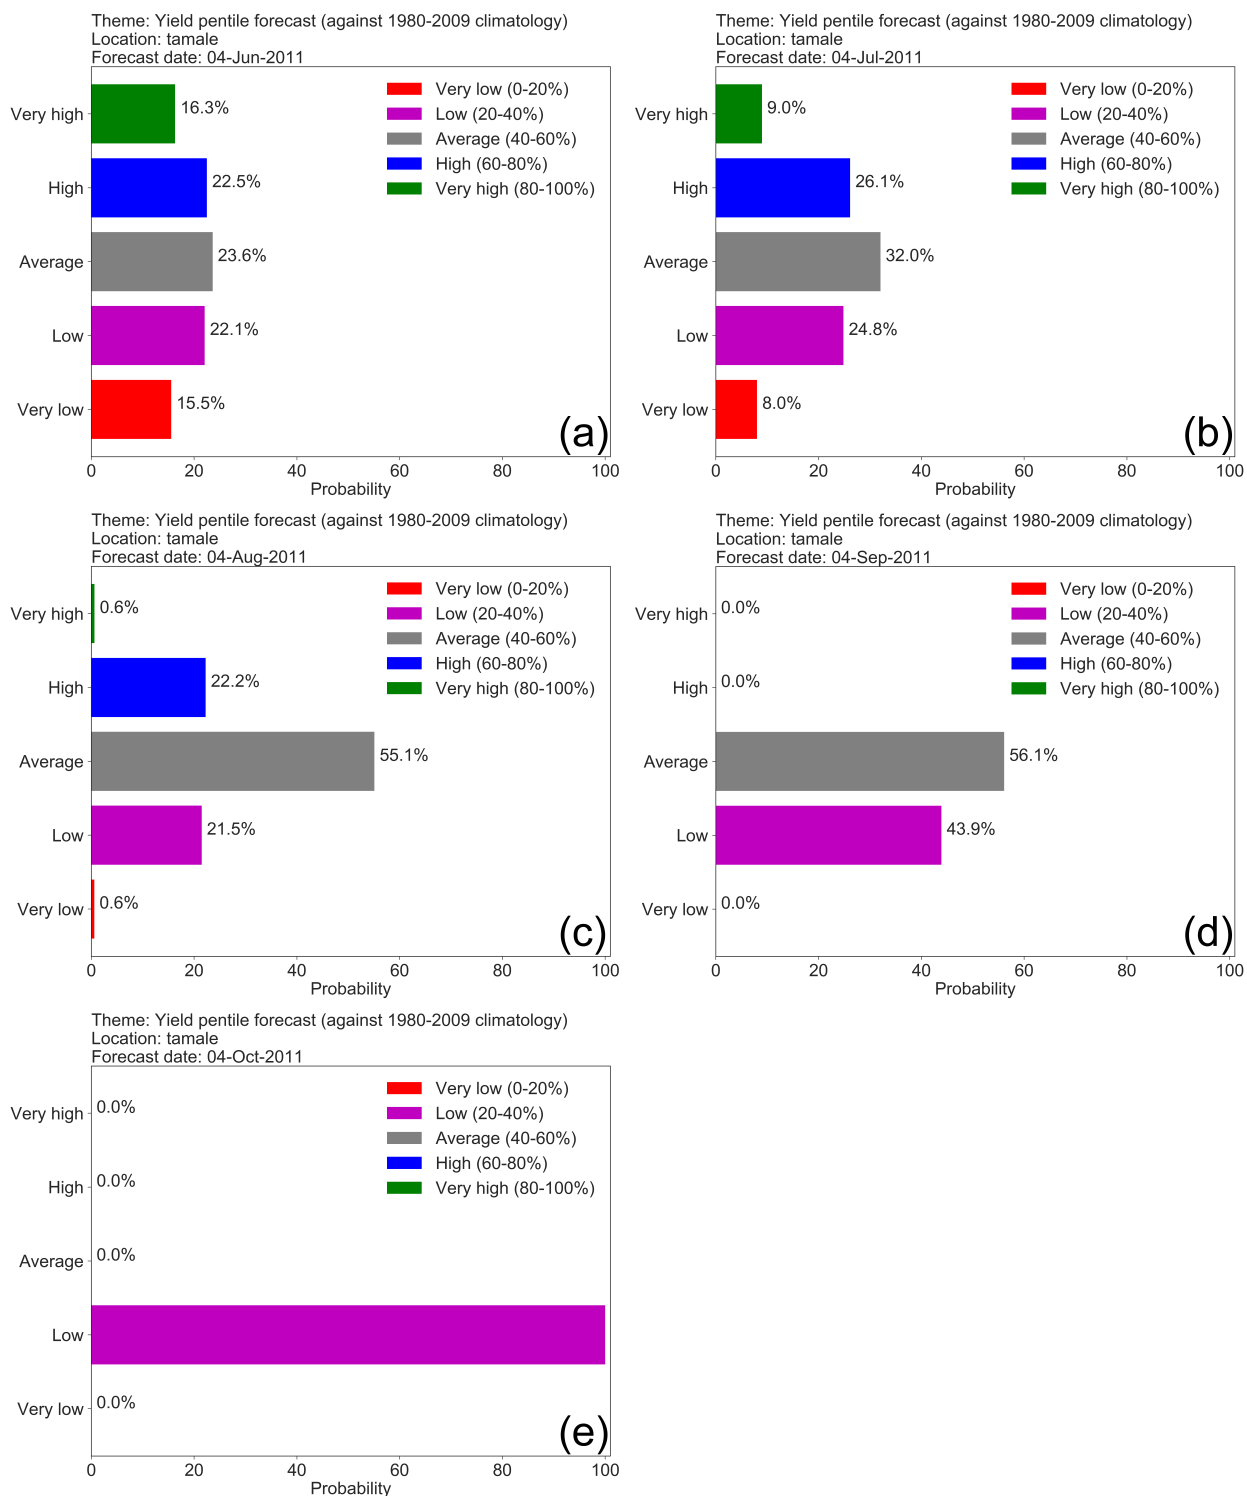 Theme: Yield pentile forecast (against 1980-2009 climatology)
Location: tamale
Forecast date: 04-Jun-2011
Very low (0-20%)
Low (20-40%)
Average (40-60%)
High (60-80%)
Very high (80-100%)
Very high 16.3%
High 22.5%
Average 23.6%
Low 22.1%
Very low 15.5%
(a)
0 20 40 60 80 100
Probability
Theme: Yield pentile forecast (against 1980-2009 climatology)
Location: tamale
Forecast date: 04-Jul-2011
Very low (0-20%)
Low (20-40%)
Average (40-60%)
High (60-80%)
Very high (80-100%)
Very high 9.0%
High 26.1%
Average 32.0%
Low 24.8%
Very low 8.0%
(b)
0 20 40 60 80 100
Probability
Theme: Yield pentile forecast (against 1980-2009 climatology)
Location: tamale
Forecast date: 04-Aug-2011
Very low (0-20%)
Low (20-40%)
Average (40-60%)
High (60-80%)
Very high (80-100%)
Very high 0.6%
High 22.2%
Average 55.1%
Low 21.5%
Very low 0.6%
(c)
0 20 40 60 80 100
Probability
Theme: Yield pentile forecast (against 1980-2009 climatology)
Location: tamale
Forecast date: 04-Sep-2011
Very low (0-20%)
Low (20-40%)
Average (40-60%)
High (60-80%)
Very high (80-100%)
Very high 0.0%
High 0.0%
Average 56.1%
Low 43.9%
Very low 0.0%
(d)
0 20 40 60 80 100
Probability
Theme: Yield pentile forecast (against 1980-2009 climatology)
Location: tamale
Forecast date: 04-Oct-2011
Very low (0-20%)
Low (20-40%)
Average (40-60%)
High (60-80%)
Very high (80-100%)
Very high 0.0%
High 0.0%
Average 0.0%
Low
Very low 0.0%
(e)
0 20 40 60 80 100
Probability